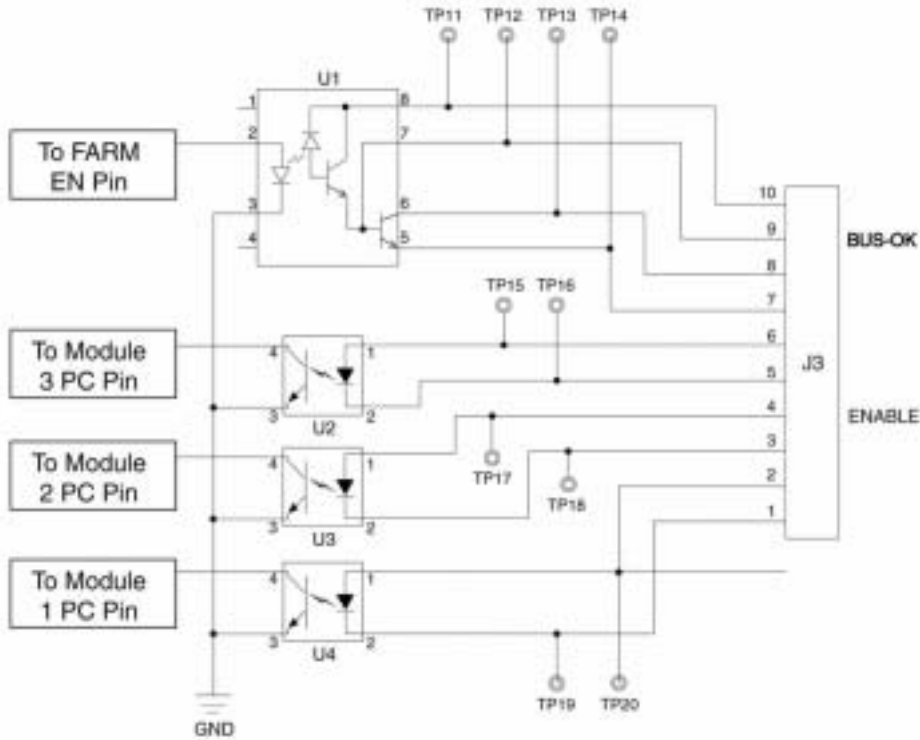 TP11 TP12 TP13 TP14
U1
1 8
2 7
To FARM
EN Pin
3 6
4 5
10
9 BUS-OK
8
7
TP15 TP16
6
J3
To Module
3 PC Pin
4 1
5
3 2
U2
4 ENABLE
To Module
2 PC Pin
4 1
3
TP17
TP18
2
3 2
U3
1
To Module
1 PC Pin
4 1
3 2
U4
TP19 TP20
GND